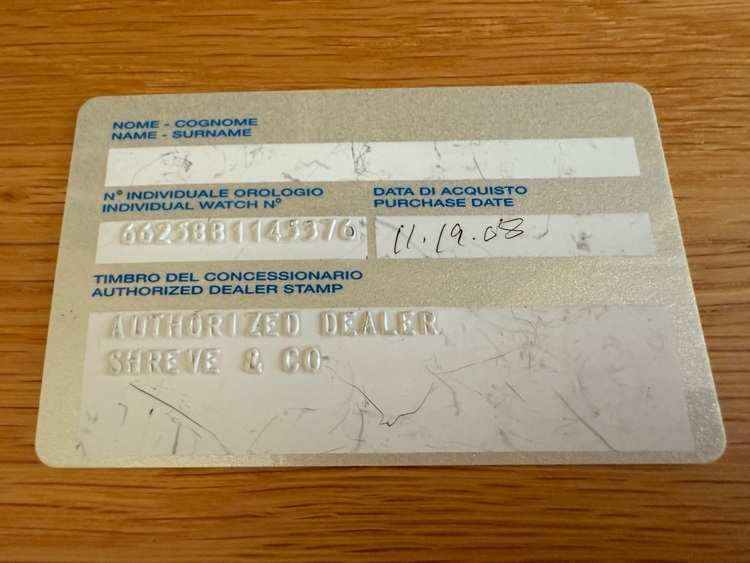 NOME - COGNOME
NAME - SURNAME
N° INDIVIDUALE OROLOGIO
INDIVIDUAL WATCH N°
DATA DI ACQUISTO
PURCHASE DATE
6625BB1145376
11.19.08
TIMBRO DEL CONCESSIONARIO
AUTHORIZED DEALER STAMP
AUTHORIZED DEALER
SHREVE & CO